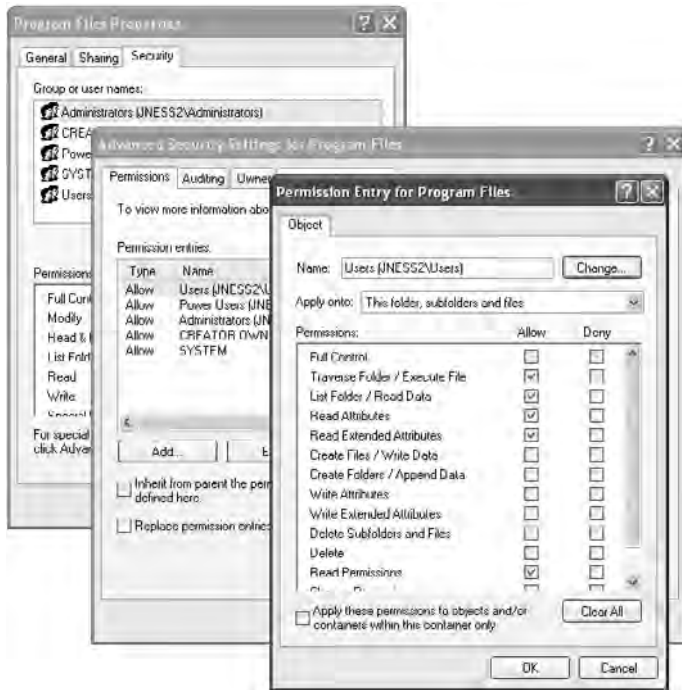 Program Files Properties
General Sharing Security
Group or user names:
Administrators (JNESS2\Administrators)
CREA
Powe
SYST
Users
Permissions
Full Cont
Modify
Read &
List Fold
Read
Write
Special
For special
click Advan
Advanced Security Settings for Program Files
Permissions Auditing Owner
To view more information abo
Permission entries:
Type Name
Allow Users (JNESS2\U
Allow Power Users (JNE
Allow Administrators (JN
Allow CREATOR OWN
Allow SYSTEM
Add... E
Inherit from parent the perm
defined here.
Replace permission entries
Permission Entry for Program Files
Object
Name: Users (JNESS2\Users) Change...
Apply onto: This folder, subfolders and files
Permissions: Allow Deny
Full Control
Traverse Folder / Execute File
List Folder / Read Data
Read Attributes
Read Extended Attributes
Create Files / Write Data
Create Folders / Append Data
Write Attributes
Write Extended Attributes
Delete Subfolders and Files
Delete
Read Permissions
Apply these permissions to objects and/or
containers within this container only
Clear All
OK Cancel